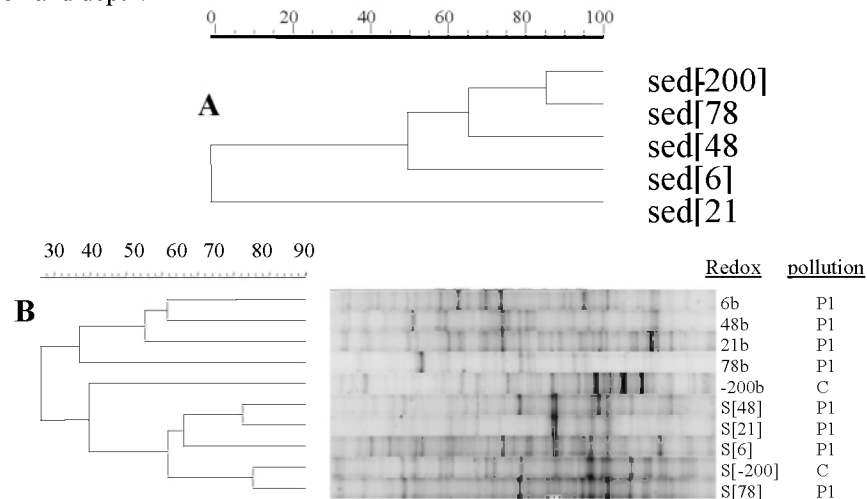 0 20 40 60 80 100
A
sed[-200]
sed[78
sed[48
sed[6]
sed[21
30 40 60 70 80 90
Redox pollution
B
6b P1
48b P1
21b P1
78b P1
-200b C
S[48] P1
S[21] P1
S[6] P1
S[-200] C
S[78] P1